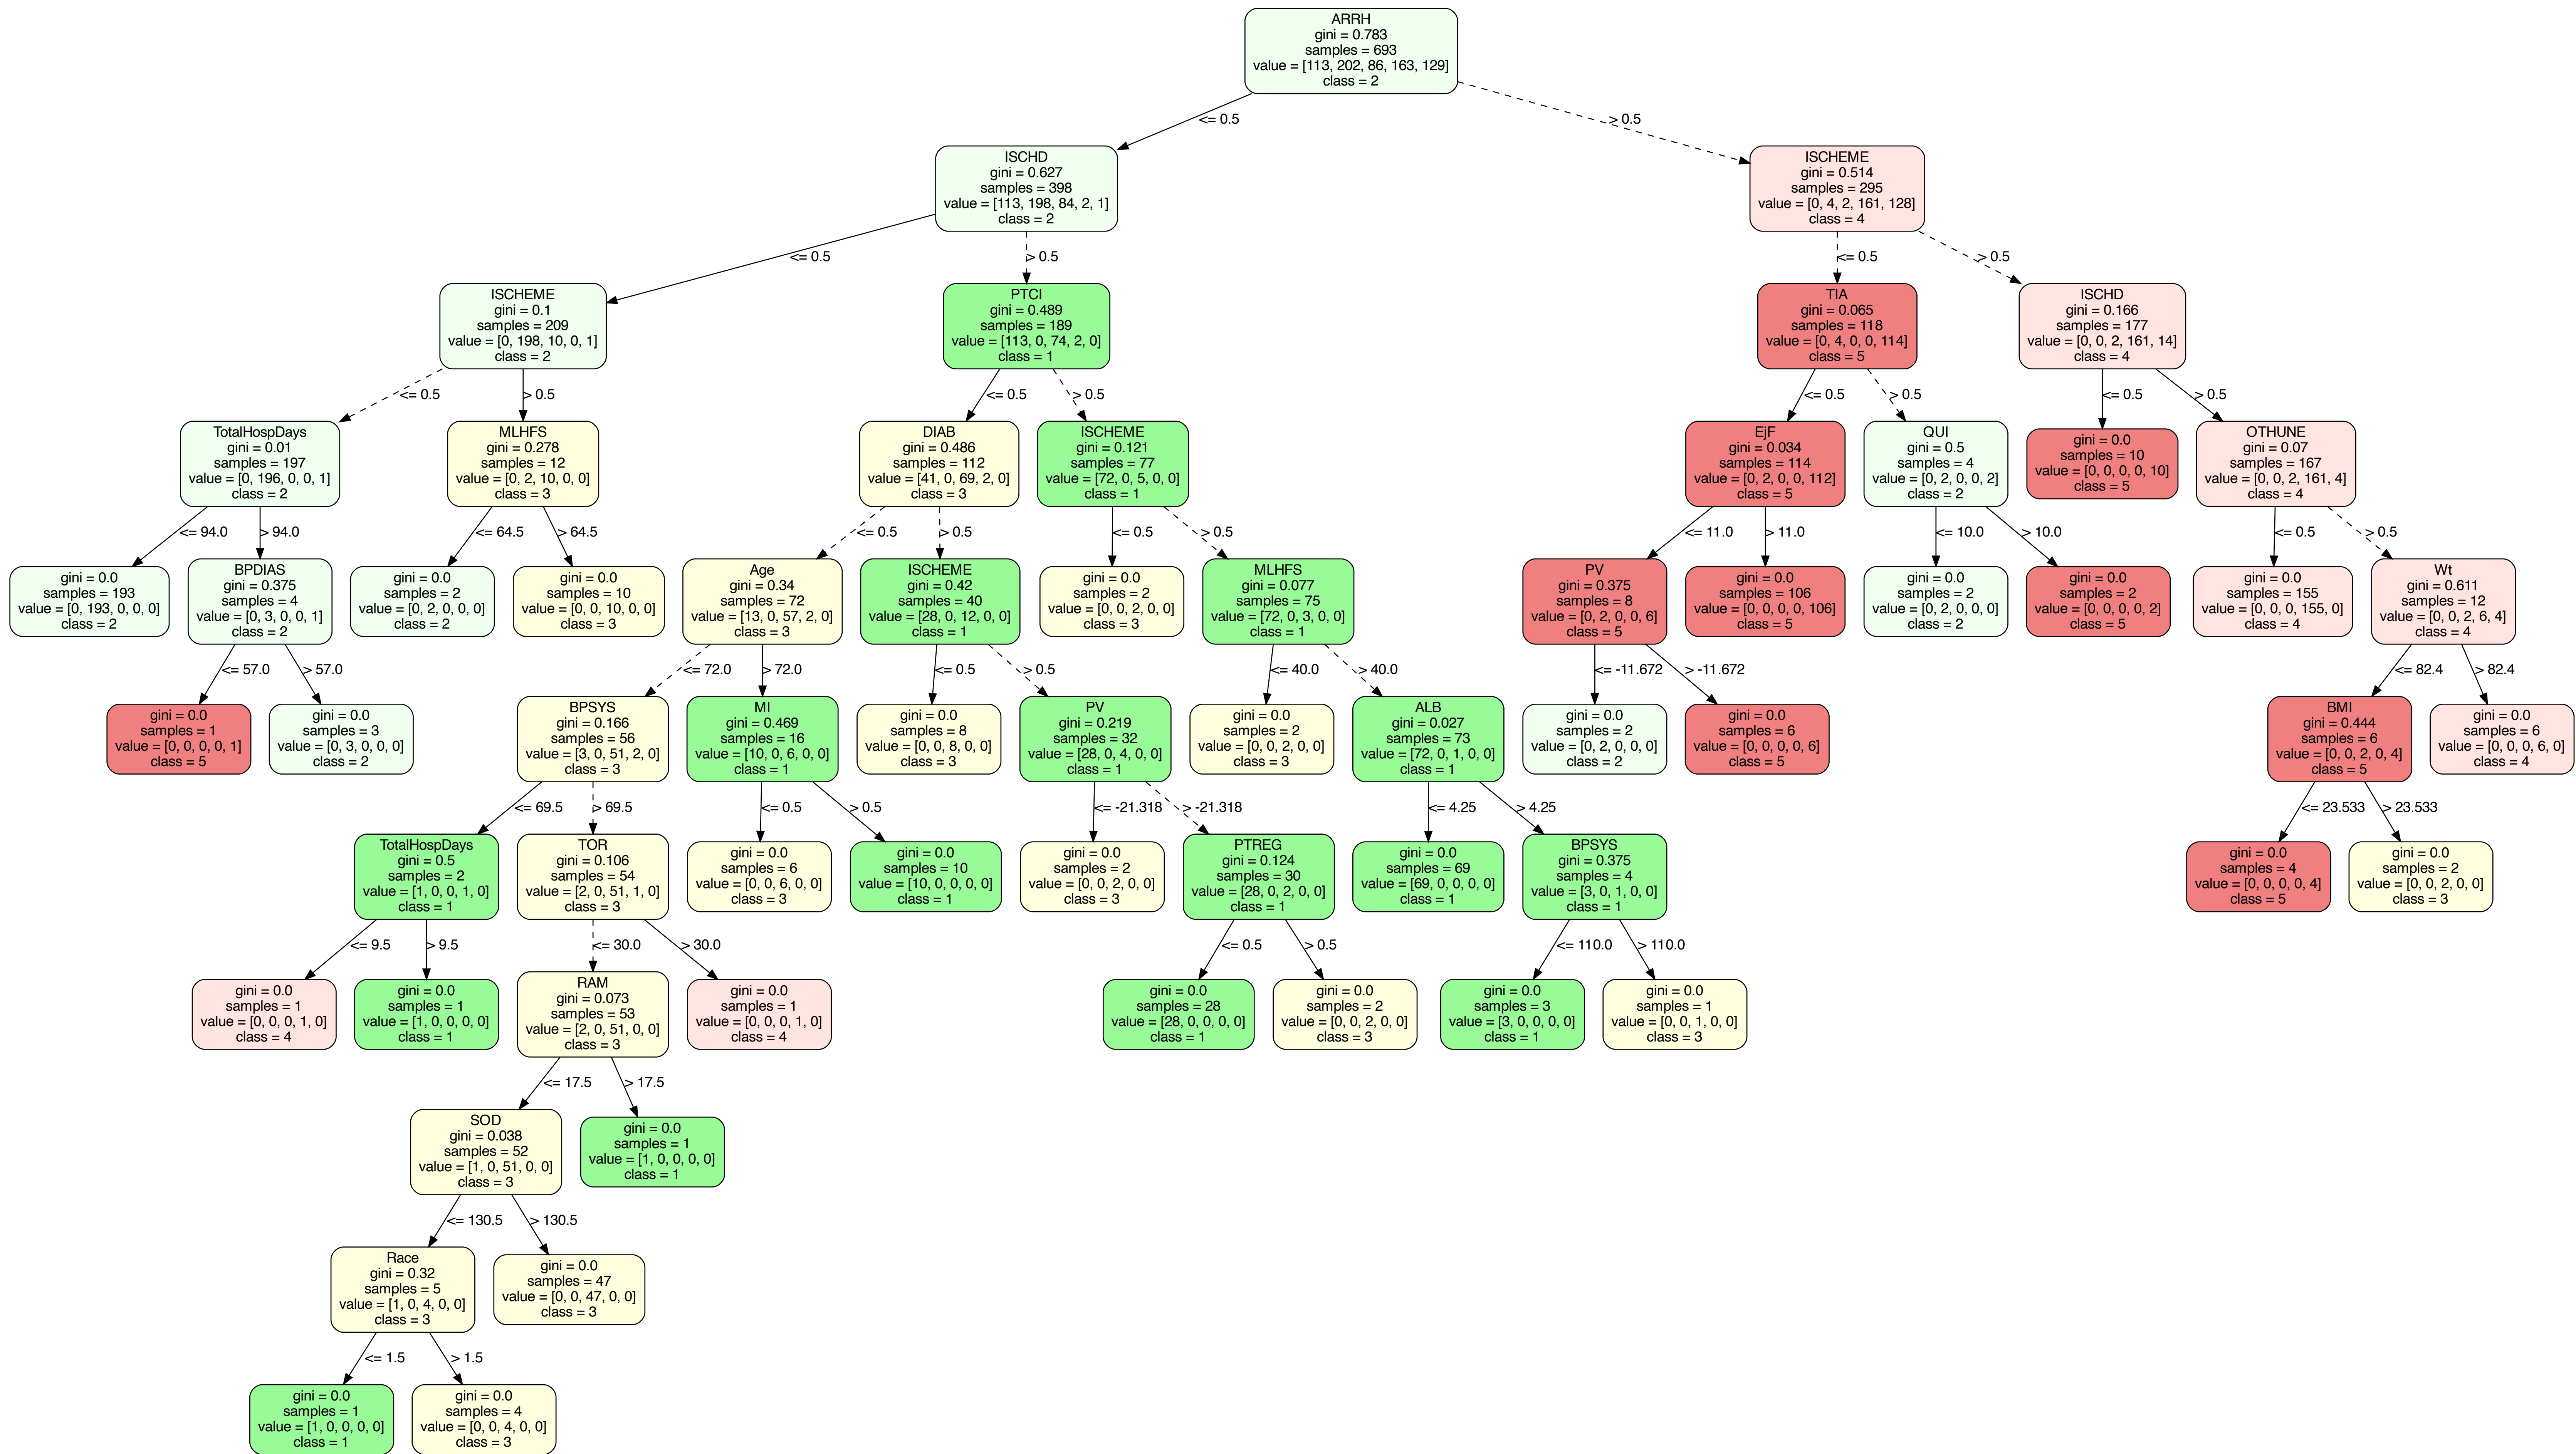 ARRH
gini = 0.783
samples = 693
value = [113, 202, 86, 163, 129]
class = 2
<= 0.5
> 0.5
ISCHD
gini = 0.627
samples = 398
value = [113, 198, 84, 2, 1]
class = 2
ISCHEME
gini = 0.514
samples = 295
value = [0, 4, 2, 161, 128]
class = 4
<= 0.5
> 0.5
<= 0.5
> 0.5
ISCHEME
gini = 0.1
samples = 209
value = [0, 198, 10, 0, 1]
class = 2
PTCI
gini = 0.489
samples = 189
value = [113, 0, 74, 2, 0]
class = 1
TIA
gini = 0.065
samples = 118
value = [0, 4, 0, 0, 114]
class = 5
ISCHD
gini = 0.166
samples = 177
value = [0, 0, 2, 161, 14]
class = 4
<= 0.5
> 0.5
<= 0.5
> 0.5
<= 0.5
> 0.5
<= 0.5
> 0.5
TotalHospDays
gini = 0.01
samples = 197
value = [0, 196, 0, 0, 1]
class = 2
MLHFS
gini = 0.278
samples = 12
value = [0, 2, 10, 0, 0]
class = 3
DIAB
gini = 0.486
samples = 112
value = [41, 0, 69, 2, 0]
class = 3
ISCHEME
gini = 0.121
samples = 77
value = [72, 0, 5, 0, 0]
class = 1
EjF
gini = 0.034
samples = 114
value = [0, 2, 0, 0, 112]
class = 5
QUI
gini = 0.5
samples = 4
value = [0, 2, 0, 0, 2]
class = 2
gini = 0.0
samples = 10
value = [0, 0, 0, 0, 10]
class = 5
OTHUNE
gini = 0.07
samples = 167
value = [0, 0, 2, 161, 4]
class = 4
<= 94.0
> 94.0
<= 64.5
> 64.5
<= 0.5
> 0.5
<= 0.5
> 0.5
<= 11.0
> 11.0
<= 10.0
> 10.0
<= 0.5
> 0.5
gini = 0.0
samples = 193
value = [0, 193, 0, 0, 0]
class = 2
BPDIAS
gini = 0.375
samples = 4
value = [0, 3, 0, 0, 1]
class = 2
gini = 0.0
samples = 2
value = [0, 2, 0, 0, 0]
class = 2
gini = 0.0
samples = 10
value = [0, 0, 10, 0, 0]
class = 3
Age
gini = 0.34
samples = 72
value = [13, 0, 57, 2, 0]
class = 3
ISCHEME
gini = 0.42
samples = 40
value = [28, 0, 12, 0, 0]
class = 1
gini = 0.0
samples = 2
value = [0, 0, 2, 0, 0]
class = 3
MLHFS
gini = 0.077
samples = 75
value = [72, 0, 3, 0, 0]
class = 1
PV
gini = 0.375
samples = 8
value = [0, 2, 0, 0, 6]
class = 5
gini = 0.0
samples = 106
value = [0, 0, 0, 0, 106]
class = 5
gini = 0.0
samples = 2
value = [0, 2, 0, 0, 0]
class = 2
gini = 0.0
samples = 2
value = [0, 0, 0, 0, 2]
class = 5
gini = 0.0
samples = 155
value = [0, 0, 0, 155, 0]
class = 4
Wt
gini = 0.611
samples = 12
value = [0, 0, 2, 6, 4]
class = 4
<= 57.0
> 57.0
<= 72.0
> 72.0
<= 0.5
> 0.5
<= 40.0
> 40.0
<= -11.672
> -11.672
<= 82.4
> 82.4
gini = 0.0
samples = 1
value = [0, 0, 0, 0, 1]
class = 5
gini = 0.0
samples = 3
value = [0, 3, 0, 0, 0]
class = 2
BPSYS
gini = 0.166
samples = 56
value = [3, 0, 51, 2, 0]
class = 3
MI
gini = 0.469
samples = 16
value = [10, 0, 6, 0, 0]
class = 1
gini = 0.0
samples = 8
value = [0, 0, 8, 0, 0]
class = 3
PV
gini = 0.219
samples = 32
value = [28, 0, 4, 0, 0]
class = 1
gini = 0.0
samples = 2
value = [0, 0, 2, 0, 0]
class = 3
ALB
gini = 0.027
samples = 73
value = [72, 0, 1, 0, 0]
class = 1
gini = 0.0
samples = 2
value = [0, 2, 0, 0, 0]
class = 2
gini = 0.0
samples = 6
value = [0, 0, 0, 0, 6]
class = 5
BMI
gini = 0.444
samples = 6
value = [0, 0, 2, 0, 4]
class = 5
gini = 0.0
samples = 6
value = [0, 0, 0, 6, 0]
class = 4
<= 69.5
> 69.5
<= 0.5
> 0.5
<= -21.318
> -21.318
<= 4.25
> 4.25
<= 23.533
> 23.533
TotalHospDays
gini = 0.5
samples = 2
value = [1, 0, 0, 1, 0]
class = 1
TOR
gini = 0.106
samples = 54
value = [2, 0, 51, 1, 0]
class = 3
gini = 0.0
samples = 6
value = [0, 0, 6, 0, 0]
class = 3
gini = 0.0
samples = 10
value = [10, 0, 0, 0, 0]
class = 1
gini = 0.0
samples = 2
value = [0, 0, 2, 0, 0]
class = 3
PTREG
gini = 0.124
samples = 30
value = [28, 0, 2, 0, 0]
class = 1
gini = 0.0
samples = 69
value = [69, 0, 0, 0, 0]
class = 1
BPSYS
gini = 0.375
samples = 4
value = [3, 0, 1, 0, 0]
class = 1
gini = 0.0
samples = 4
value = [0, 0, 0, 0, 4]
class = 5
gini = 0.0
samples = 2
value = [0, 0, 2, 0, 0]
class = 3
<= 9.5
> 9.5
<= 30.0
> 30.0
<= 0.5
> 0.5
<= 110.0
> 110.0
gini = 0.0
samples = 1
value = [0, 0, 0, 1, 0]
class = 4
gini = 0.0
samples = 1
value = [1, 0, 0, 0, 0]
class = 1
RAM
gini = 0.073
samples = 53
value = [2, 0, 51, 0, 0]
class = 3
gini = 0.0
samples = 1
value = [0, 0, 0, 1, 0]
class = 4
gini = 0.0
samples = 28
value = [28, 0, 0, 0, 0]
class = 1
gini = 0.0
samples = 2
value = [0, 0, 2, 0, 0]
class = 3
gini = 0.0
samples = 3
value = [3, 0, 0, 0, 0]
class = 1
gini = 0.0
samples = 1
value = [0, 0, 1, 0, 0]
class = 3
<= 17.5
> 17.5
SOD
gini = 0.038
samples = 52
value = [1, 0, 51, 0, 0]
class = 3
gini = 0.0
samples = 1
value = [1, 0, 0, 0, 0]
class = 1
<= 130.5
> 130.5
Race
gini = 0.32
samples = 5
value = [1, 0, 4, 0, 0]
class = 3
gini = 0.0
samples = 47
value = [0, 0, 47, 0, 0]
class = 3
<= 1.5
> 1.5
gini = 0.0
samples = 1
value = [1, 0, 0, 0, 0]
class = 1
gini = 0.0
samples = 4
value = [0, 0, 4, 0, 0]
class = 3